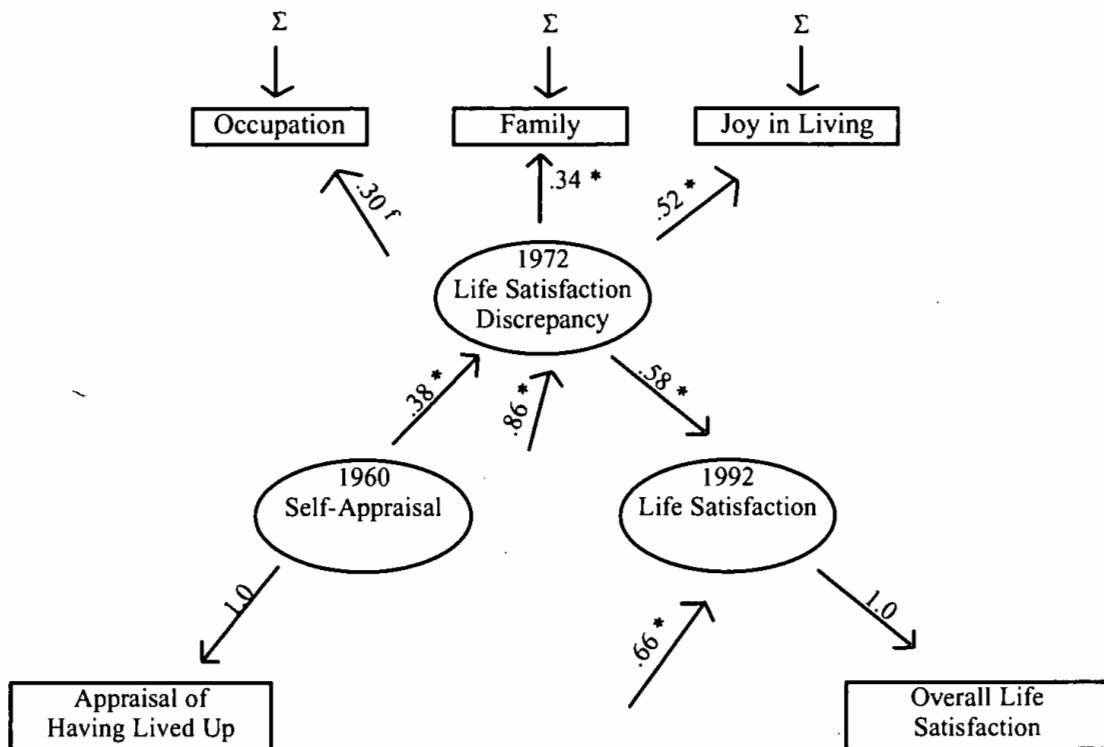 Σ
Σ
Σ
Occupation
Family
Joy in Living
.30 f
.34 *
.52 *
1972
Life Satisfaction
Discrepancy
.38 *
.86 *
.58 *
1960
Self-Appraisal
1992
Life Satisfaction
1.0
.66 *
1.0
Appraisal of
Having Lived Up
Overall Life
Satisfaction